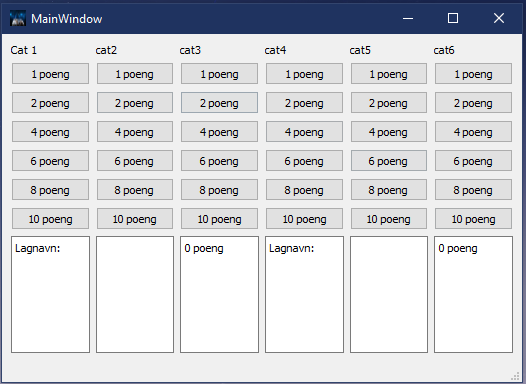 MainWindow
Cat 1 cat2 cat3 cat4 cat5 cat6
1 poeng 1 poeng 1 poeng 1 poeng 1 poeng 1 poeng
2 poeng 2 poeng 2 poeng 2 poeng 2 poeng 2 poeng
4 poeng 4 poeng 4 poeng 4 poeng 4 poeng 4 poeng
6 poeng 6 poeng 6 poeng 6 poeng 6 poeng 6 poeng
8 poeng 8 poeng 8 poeng 8 poeng 8 poeng 8 poeng
10 poeng 10 poeng 10 poeng 10 poeng 10 poeng 10 poeng
Lagnavn: 0 poeng Lagnavn: 0 poeng